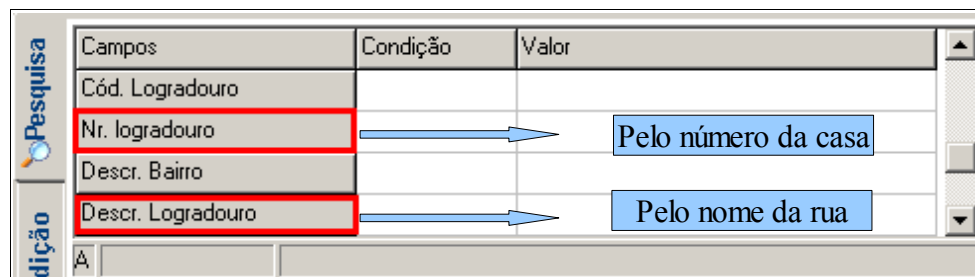 Pesquisa
Campos Condição Valor
Cód. Logradouro
Nr. logradouro Pelo número da casa
Descr. Bairro
Descr. Logradouro Pelo nome da rua
dição
A